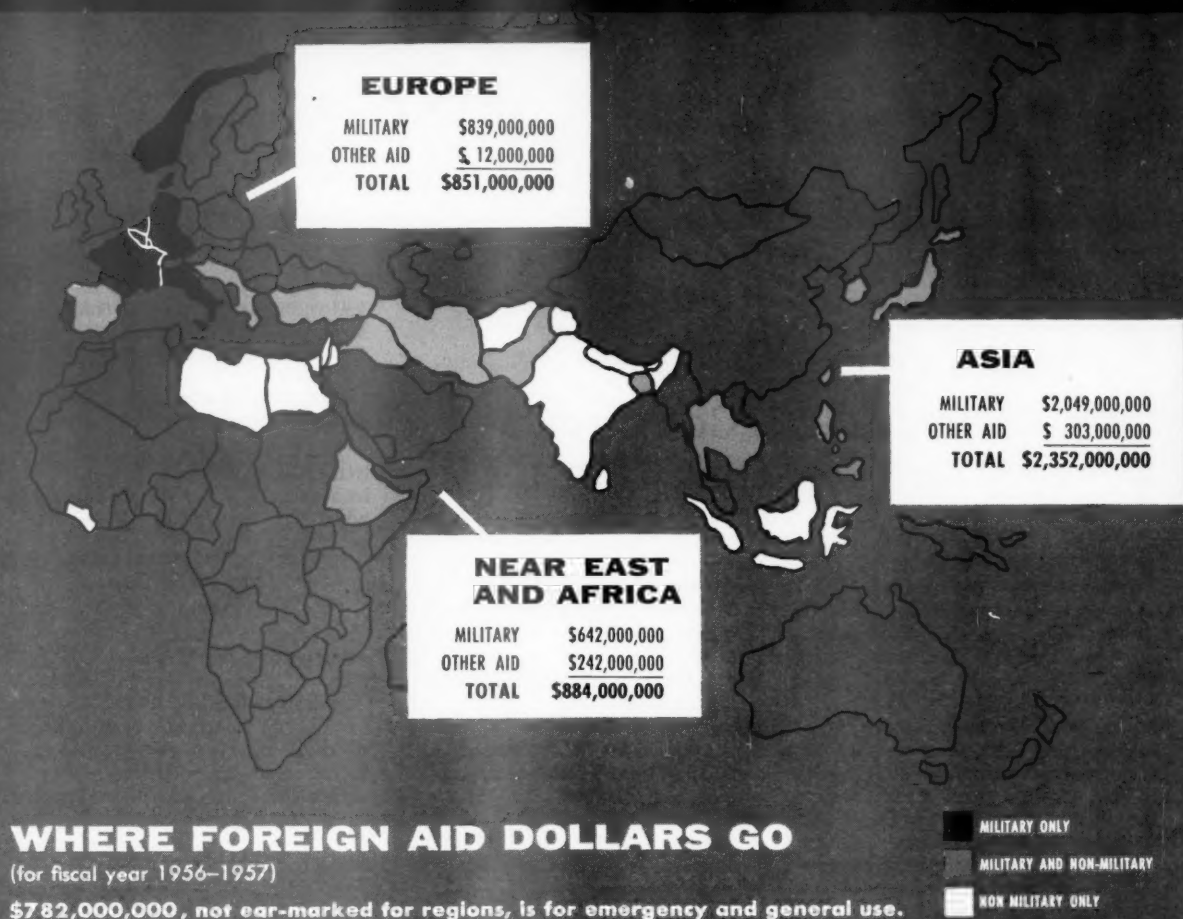 EUROPE
MILITARY $839,000,000
OTHER AID $ 12,000,000
TOTAL $851,000,000
ASIA
MILITARY $2,049,000,000
OTHER AID $ 303,000,000
TOTAL $2,352,000,000
NEAR EAST
AND AFRICA
MILITARY $642,000,000
OTHER AID $242,000,000
TOTAL $884,000,000
WHERE FOREIGN AID DOLLARS GO
(for fiscal year 1956–1957)
$782,000,000, not ear-marked for regions, is for emergency and general use.
MILITARY ONLY
MILITARY AND NON-MILITARY
NON MILITARY ONLY